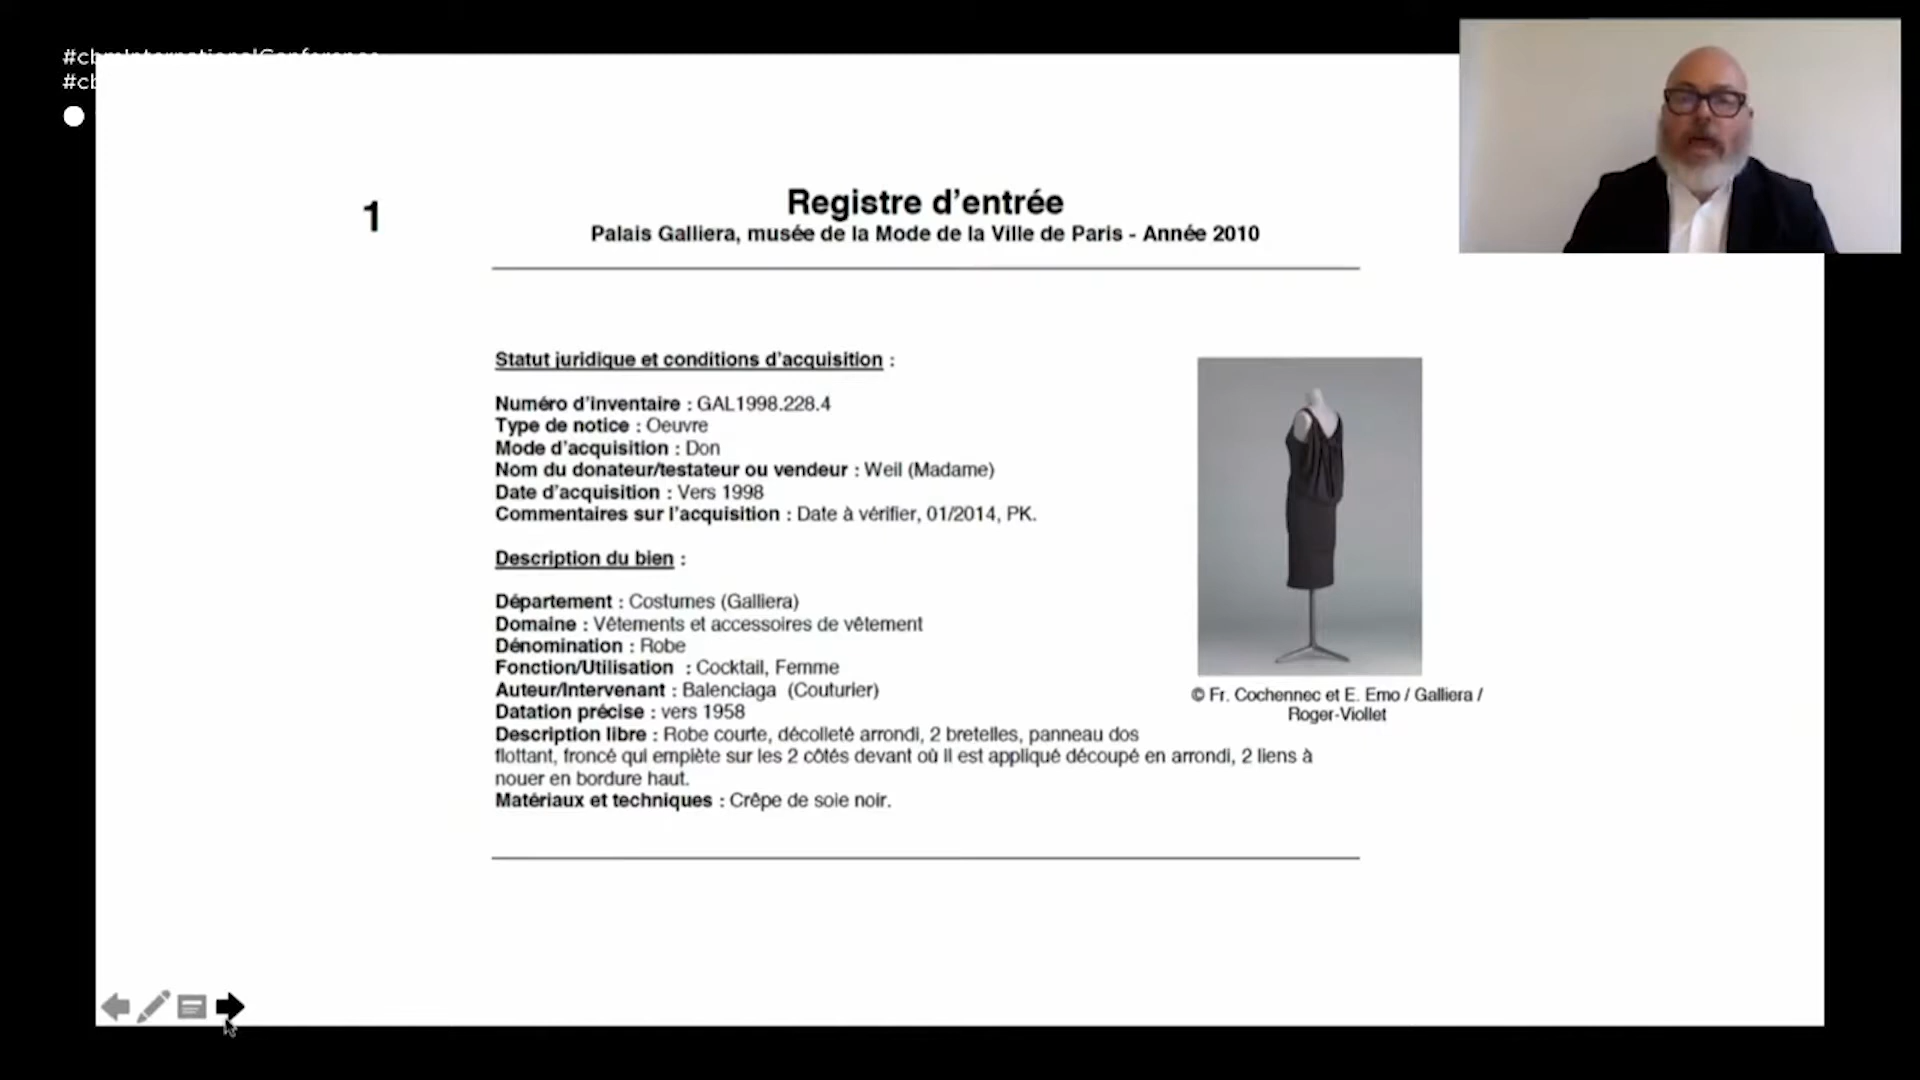 1
Registre d’entrée
Palais Galliera, musée de la Mode de la Ville de Paris - Année 2010
Statut juridique et conditions d’acquisition :
Numéro d’inventaire : GAL1998.228.4
Type de notice : Oeuvre
Mode d’acquisition : Don
Nom du donateur/testateur ou vendeur : Weil (Madame)
Date d’acquisition : Vers 1998
Commentaires sur l’acquisition : Date à vérifier, 01/2014, PK.
Description du bien :
Département : Costumes (Galliera)
Domaine : Vêtements et accessoires de vêtement
Dénomination : Robe
Fonction/Utilisation : Cocktail, Femme
Auteur/Intervenant : Balenciaga (Couturier)
Datation précise : vers 1958
Description libre : Robe courte, décolleté arrondi, 2 bretelles, panneau dos
flottant, froncé qui emplète sur les 2 côtés devant où il est appliqué découpé en arrondi, 2 liens à
nouer en bordure haut.
Matériaux et techniques : Crêpe de soie noir.
© Fr. Cochennec et E. Emo / Galliera /
Roger-Viollet